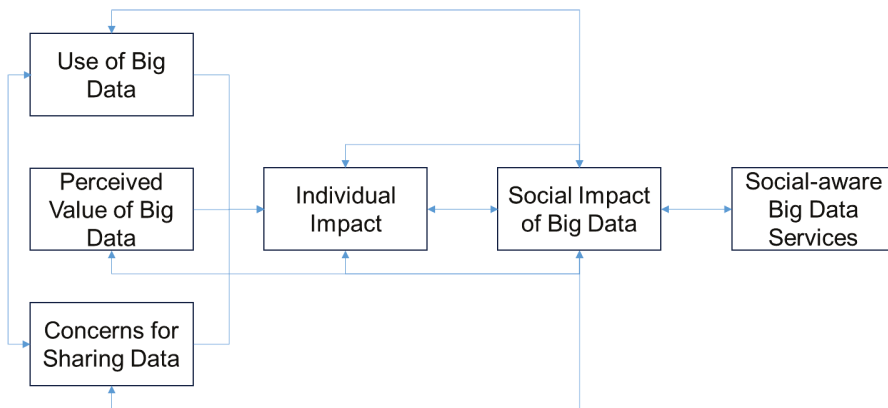 Use of Big
Data
Perceived
Value of Big
Data
Individual
Impact
Social Impact
of Big Data
Social-aware
Big Data
Services
Concerns for
Sharing Data